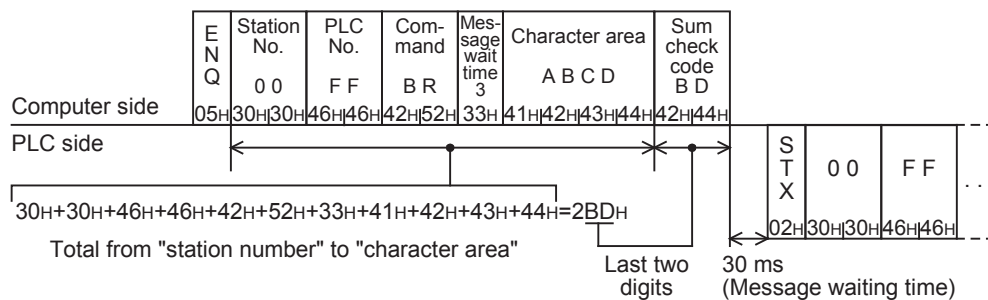 ENQ
Station No.
0 0
PLC No.
F F
Com-
mand
B R
Mes-
sage
wait
time
3
Character area
A B C D
Sum
check
code
B D
Computer side
05H 30H 30H 46H 46H 42H 52H 33H 41H 42H 43H 44H 42H 44H
PLC side
STX
0 0
F F
. .
02H 30H 30H 46H 46H
30H+30H+46H+46H+42H+52H+33H+41H+42H+43H+44H=2BDH
Total from "station number" to "character area"
Last two
digits
30 ms
(Message waiting time)